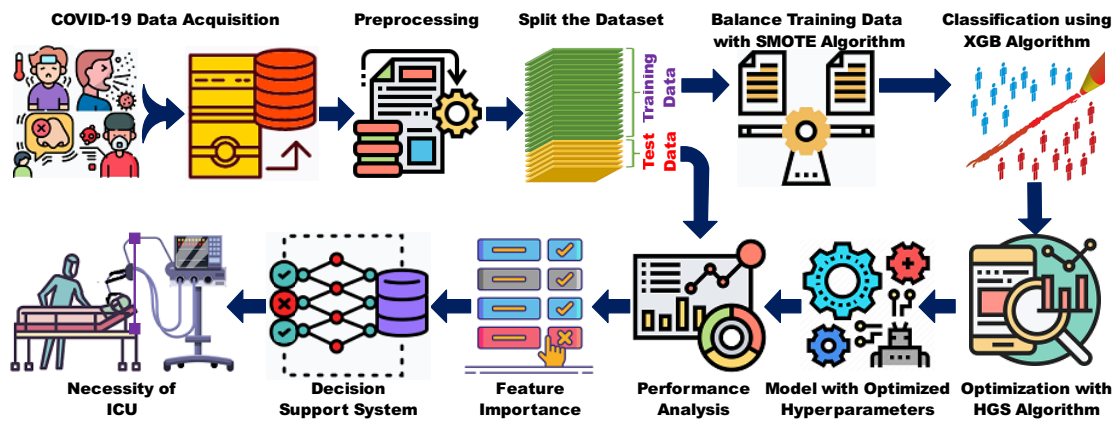 COVID-19 Data Acquisition
Preprocessing
Split the Dataset
Training
Data
Test
Data
Balance Training Data
with SMOTE Algorithm
Classification using
XGB Algorithm
Necessity of
ICU
Decision
Support System
Feature
Importance
Performance
Analysis
Model with Optimized
Hyperparameters
Optimization with
HGS Algorithm